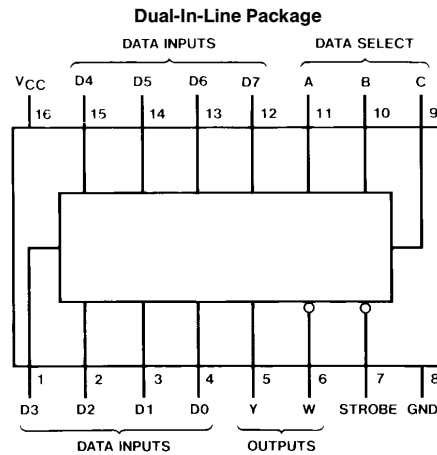 Dual-In-Line Package
DATA INPUTS DATA SELECT
VCC D4 D5 D6 D7 A B C
16 15 14 13 12 11 10 9
1 2 3 4 5 6 7 8
D3 D2 D1 D0 Y W STROBE GND
DATA INPUTS OUTPUTS